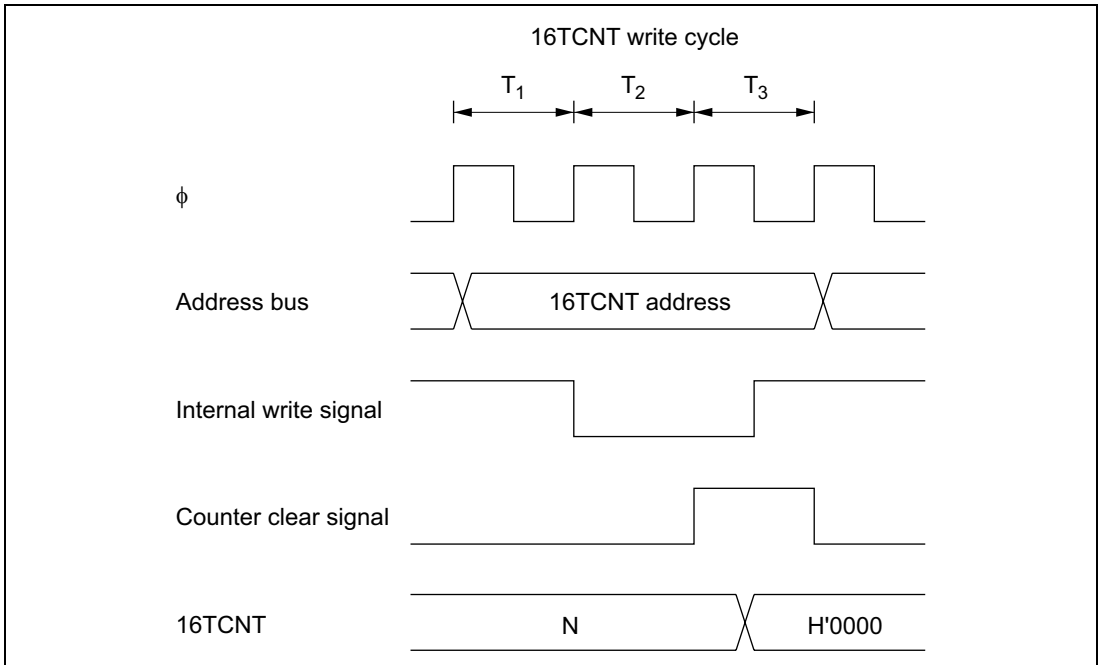 16TCNT write cycle
T1 T2 T3
φ
Address bus
16TCNT address
Internal write signal
Counter clear signal
16TCNT
N
H'0000